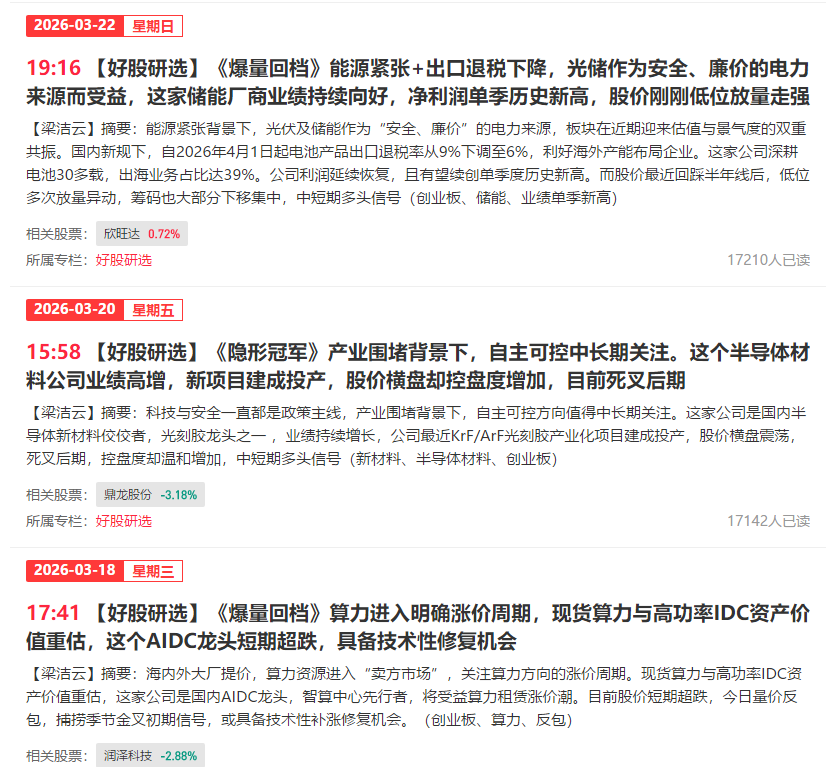 2026-03-22 星期日
19:16 【好股研选】《爆量回档》能源紧张+出口退税下降，光储作为安全、廉价的电力
来源而受益，这家储能厂商业绩持续向好，净利润单季历史新高，股价刚刚低位放量走强
【梁洁云】摘要：能源紧张背景下，光伏及储能作为“安全、廉价”的电力来源，板块在近期迎来估值与景气度的双重
共振。国内新规下，自2026年4月1日起电池产品出口退税率从9%下调至6%，利好海外产能布局企业。这家公司深耕
电池30多载，出海业务占比达39%。公司利润延续恢复，且有望续创单季度历史新高。而股价最近回踩半年线后，低位
多次放量异动，筹码也大部分下移集中，中短期多头信号（创业板、储能、业绩单季新高）
相关股票： 欣旺达 0.72%
所属专栏：好股研选 17210人已读
2026-03-20 星期五
15:58 【好股研选】《隐形冠军》产业围堵背景下，自主可控中长期关注。这个半导体材
料公司业绩高增，新项目建成投产，股价横盘却控盘度增加，目前死叉后期
【梁洁云】摘要：科技与安全一直都是政策主线，产业围堵背景下，自主可控方向值得中长期关注。这家公司是国内半
导体新材料佼佼者，光刻胶龙头之一 ，业绩持续增长，公司最近KrF/ArF光刻胶产业化项目建成投产，股价横盘震荡，
死叉后期，控盘度却温和增加，中短期多头信号（新材料、半导体材料、创业板）
相关股票： 鼎龙股份 -3.18%
所属专栏：好股研选 17142人已读
2026-03-18 星期三
17:41 【好股研选】《爆量回档》算力进入明确涨价周期，现货算力与高功率IDC资产价
值重估，这个AIDC龙头短期超跌，具备技术性修复机会
【梁洁云】摘要：海内外大厂提价，算力资源进入“卖方市场”，关注算力方向的涨价周期。现货算力与高功率IDC资
产价值重估，这家公司是国内AIDC龙头，智算中心先行者，将受益算力租赁涨价潮。目前股价短期超跌，今日量价反
包，捕捞季节金叉初期信号，或具备技术性补涨修复机会。（创业板、算力、反包）
相关股票： 润泽科技 -2.88%